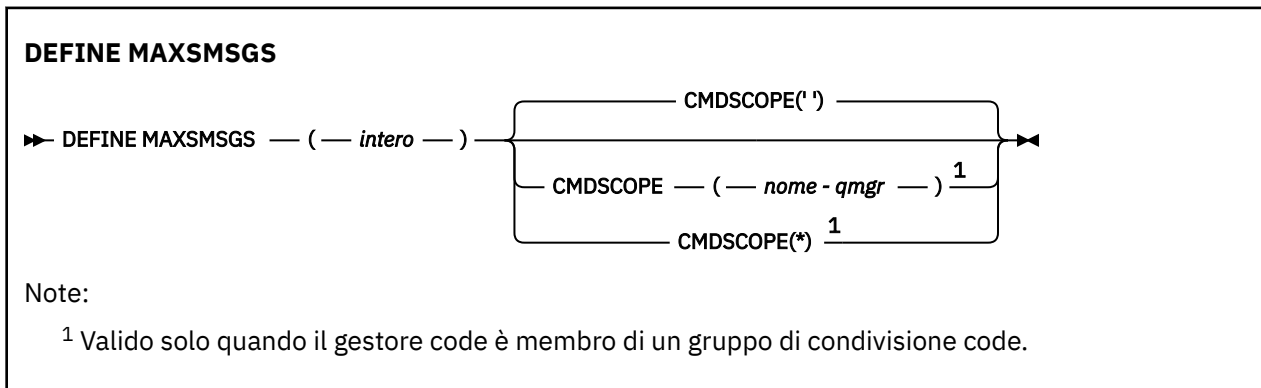 DEFINE MAXSMSGS
CMDSCOPE(' ')
DEFINE MAXSMSGS ( intero )
CMDSCOPE ( nome - qmgr ) 1
CMDSCOPE(*) 1
Note:
1 Valido solo quando il gestore code è membro di un gruppo di condivisione code.